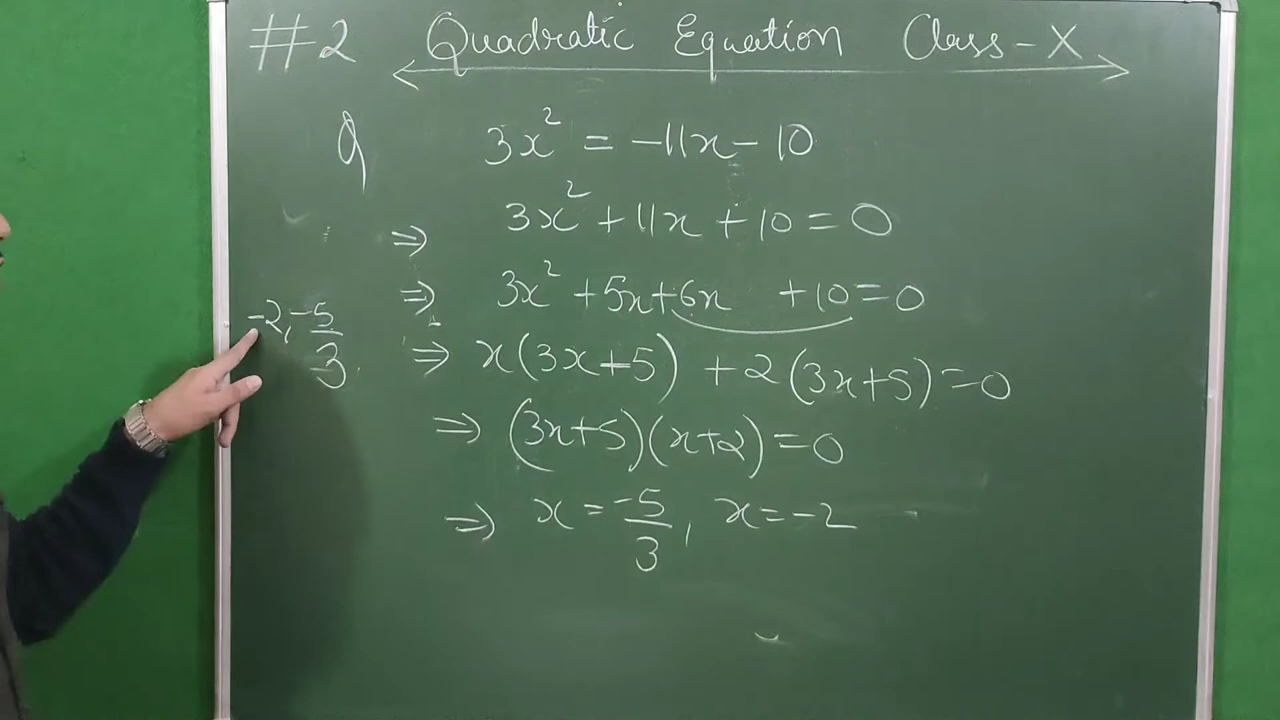 #2 Quadratic Equation Class-X
Q 3x² = -11x - 10
⇒ 3x² + 11x + 10 = 0
⇒ 3x² + 5x + 6x + 10 = 0
-2, -5/3
⇒ x(3x+5) + 2(3x+5) = 0
⇒ (3x+5)(x+2) = 0
⇒ x = -5/3, x = -2